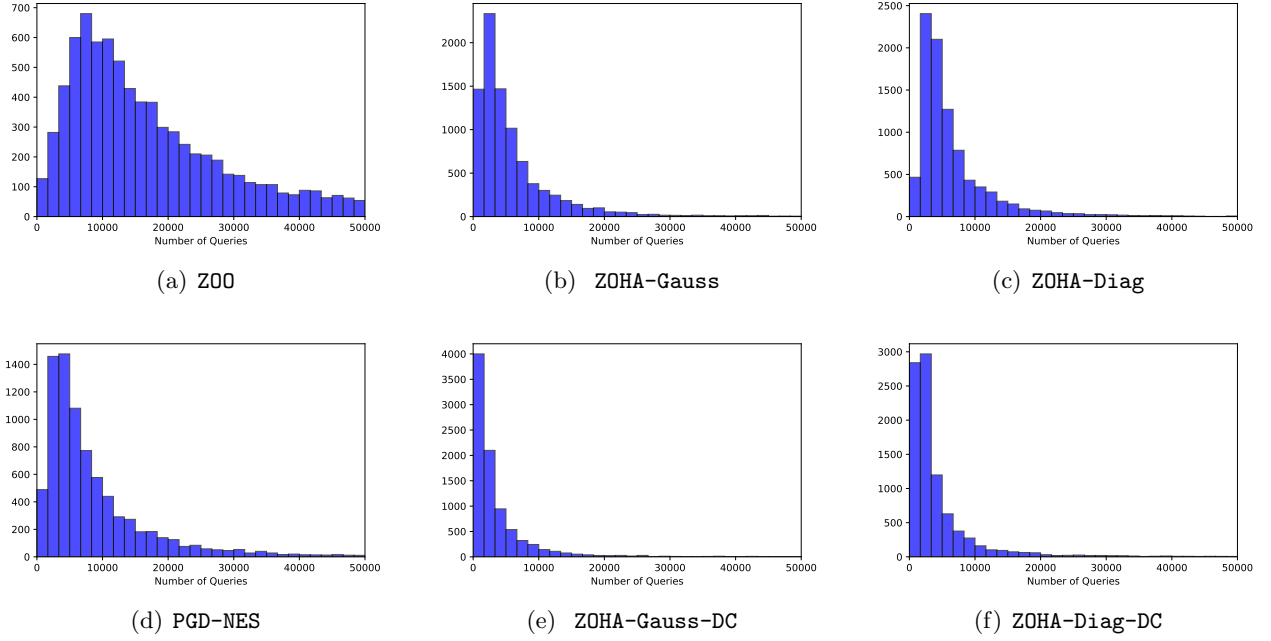 700
600
500
400
300
200
100
0
0 10000 20000 30000 40000 50000
Number of Queries
(a) ZOO
2000
1500
1000
500
0
0 10000 20000 30000 40000 50000
Number of Queries
(b) ZOHA-Gauss
2500
2000
1500
1000
500
0
0 10000 20000 30000 40000 50000
Number of Queries
(c) ZOHA-Diag
1400
1200
1000
800
600
400
200
0
0 10000 20000 30000 40000 50000
Number of Queries
(d) PGD-NES
4000
3500
3000
2500
2000
1500
1000
500
0
0 10000 20000 30000 40000 50000
Number of Queries
(e) ZOHA-Gauss-DC
3000
2500
2000
1500
1000
500
0
0 10000 20000 30000 40000 50000
Number of Queries
(f) ZOHA-Diag-DC